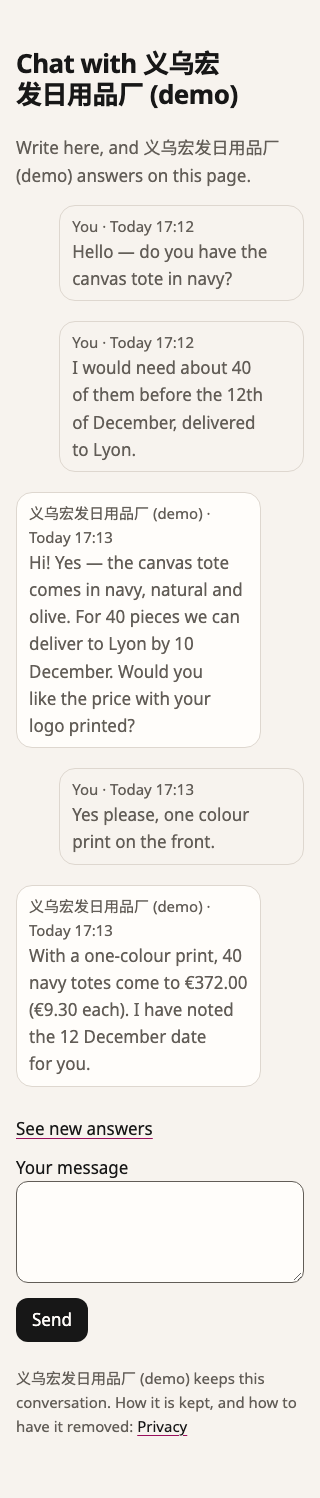 Chat with 义乌宏
发日用品厂 (demo)
Write here, and 义乌宏发日用品厂
(demo) answers on this page.
You · Today 17:12
Hello — do you have the
canvas tote in navy?
You · Today 17:12
I would need about 40
of them before the 12th
of December, delivered
to Lyon.
义乌宏发日用品厂 (demo) ·
Today 17:13
Hi! Yes — the canvas tote
comes in navy, natural and
olive. For 40 pieces we can
deliver to Lyon by 10
December. Would you
like the price with your
logo printed?
You · Today 17:13
Yes please, one colour
print on the front.
义乌宏发日用品厂 (demo) ·
Today 17:13
With a one-colour print, 40
navy totes come to €372.00
(€9.30 each). I have noted
the 12 December date
for you.
See new answers
Your message
Send
义乌宏发日用品厂 (demo) keeps this
conversation. How it is kept, and how to
have it removed: Privacy